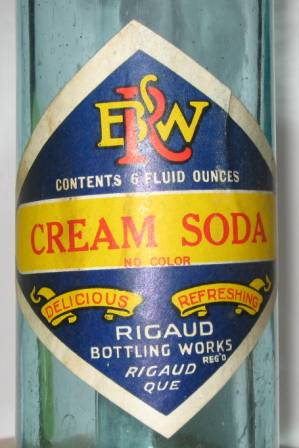 RBW
CONTENTS 6 FLUID OUNCES
CREAM SODA
NO COLOR
DELICIOUS REFRESHING
RIGAUD
BOTTLING WORKS
REG'D
RIGAUD
QUE